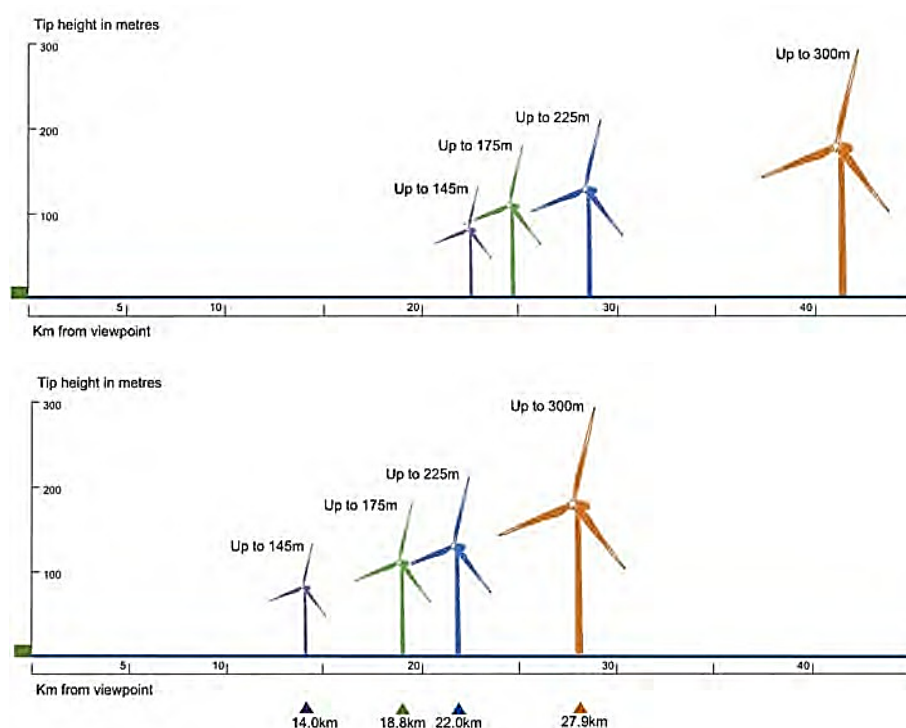 Tip height in metres
300
Up to 300m
200
Up to 225m
Up to 175m
Up to 145m
100
5 10 20 30 40
Km from viewpoint
Tip height in metres
300
Up to 300m
200
Up to 225m
Up to 175m
Up to 145m
100
5 10 20 30 40
Km from viewpoint
14.0km 18.8km 22.0km 27.9km